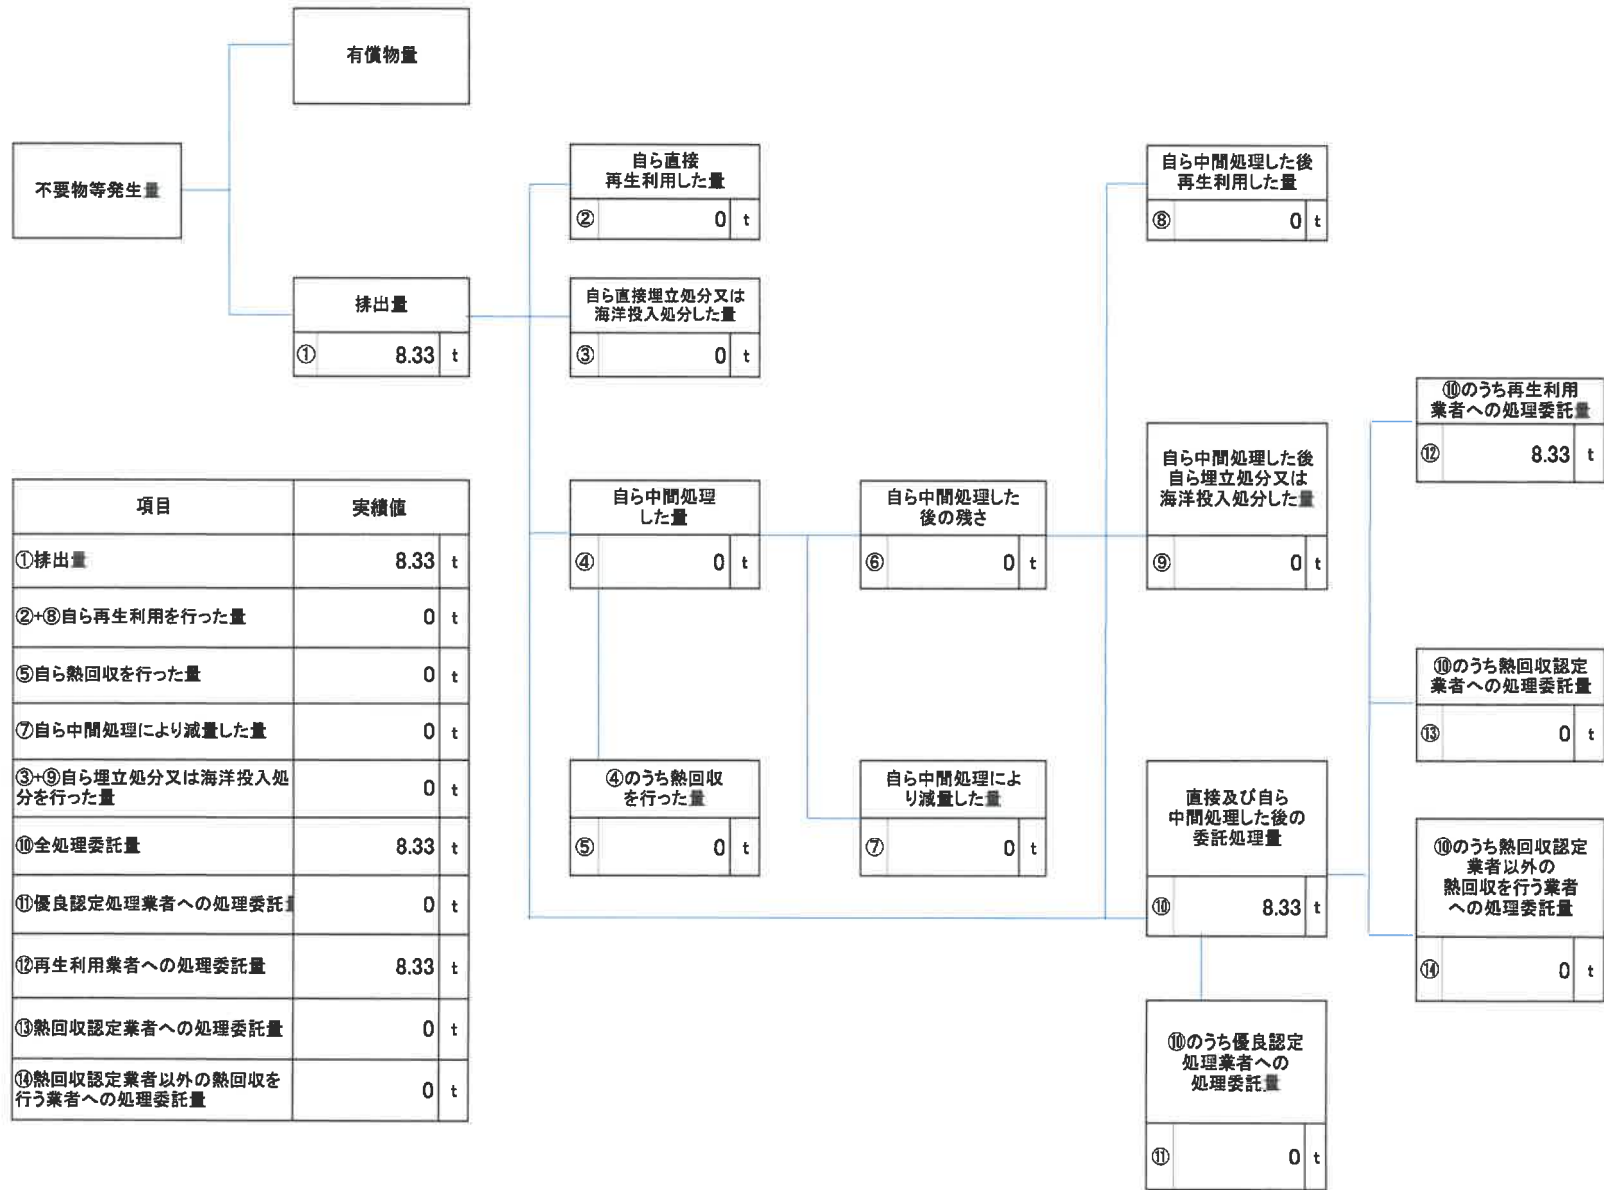 有償物量
不要物等発生量
排出量
① 8.33 t
自ら直接
再生利用した量
② 0 t
自ら直接埋立処分又は
海洋投入処分した量
③ 0 t
自ら中間処理
した量
④ 0 t
④のうち熱回収
を行った量
⑤ 0 t
自ら中間処理した
後の残さ
⑥ 0 t
自ら中間処理によ
り減量した量
⑦ 0 t
自ら中間処理した後
再生利用した量
⑧ 0 t
自ら中間処理した後
自ら埋立処分又は
海洋投入処分した量
⑨ 0 t
直接及び自ら
中間処理した後の
委託処理量
⑩ 8.33 t
⑩のうち優良認定
処理業者への
処理委託量
⑪ 0 t
⑩のうち再生利用
業者への処理委託量
⑫ 8.33 t
⑩のうち熱回収認定
業者への処理委託量
⑬ 0 t
⑩のうち熱回収認定
業者以外の
熱回収を行う業者
への処理委託量
⑭ 0 t
項目 実績値
①排出量 8.33 t
②+⑧自ら再生利用を行った量 0 t
⑤自ら熱回収を行った量 0 t
⑦自ら中間処理により減量した量 0 t
③+⑨自ら埋立処分又は海洋投入処
分を行った量 0 t
⑩全処理委託量 8.33 t
⑪優良認定処理業者への処理委託 0 t
⑫再生利用業者への処理委託量 8.33 t
⑬熱回収認定業者への処理委託量 0 t
⑭熱回収認定業者以外の熱回収を
行う業者への処理委託量 0 t